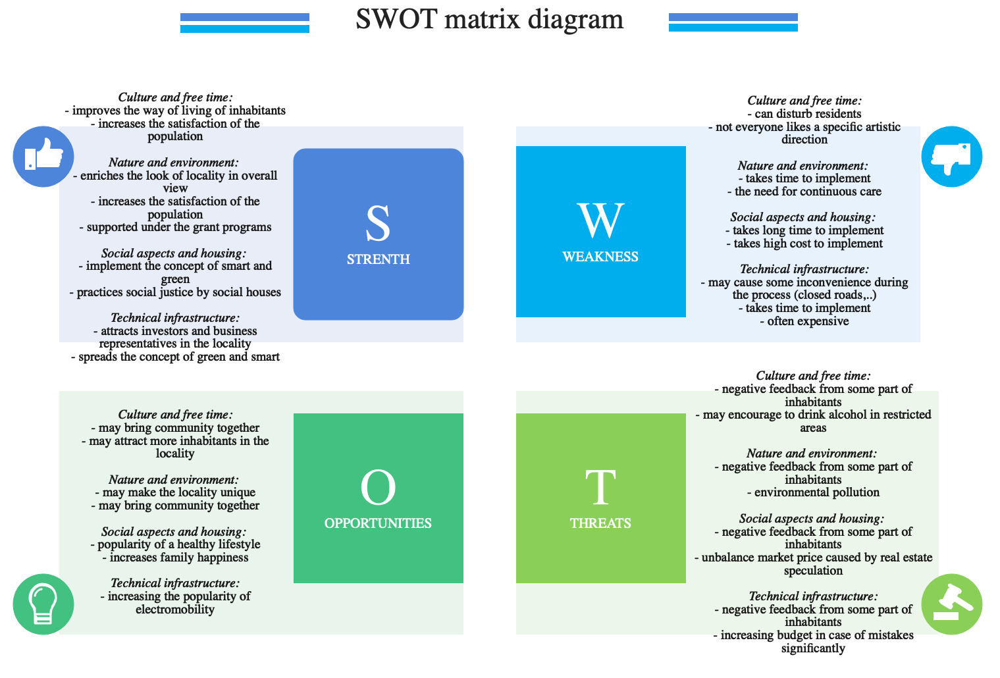 SWOT matrix diagram
Culture and free time:
- improves the way of living of inhabitants
- increases the satisfaction of the
population
Nature and environment:
- enriches the look of locality in overall
view
- increases the satisfaction of the
population
- supported under the grant programs
Social aspects and housing:
- implement the concept of smart and
green
- practices social justice by social houses
Technical infrastructure:
- attracts investors and business
representatives in the locality
- spreads the concept of green and smart
S
STRENTH
W
WEAKNESS
Culture and free time:
- can disturb residents
- not everyone likes a specific artistic
direction
Nature and environment:
- takes time to implement
- the need for continuous care
Social aspects and housing:
- takes long time to implement
- takes high cost to implement
Technical infrastructure:
- may cause some inconvenience during
the process (closed roads,..)
- takes time to implement
- often expensive
Culture and free time:
- may bring community together
- may attract more inhabitants in the
locality
Nature and environment:
- may make the locality unique
- may bring community together
Social aspects and housing:
- popularity of a healthy lifestyle
- increases family happiness
Technical infrastructure:
- increasing the popularity of
electromobility
O
OPPORTUNITIES
T
THREATS
Culture and free time:
- negative feedback from some part of
inhabitants
- may encourage to drink alcohol in restricted
areas
Nature and environment:
- negative feedback from some part of
inhabitants
- environmental pollution
Social aspects and housing:
- negative feedback from some part of
inhabitants
- unbalance market price caused by real estate
speculation
Technical infrastructure:
- negative feedback from some part of
inhabitants
- increasing budget in case of mistakes
significantly